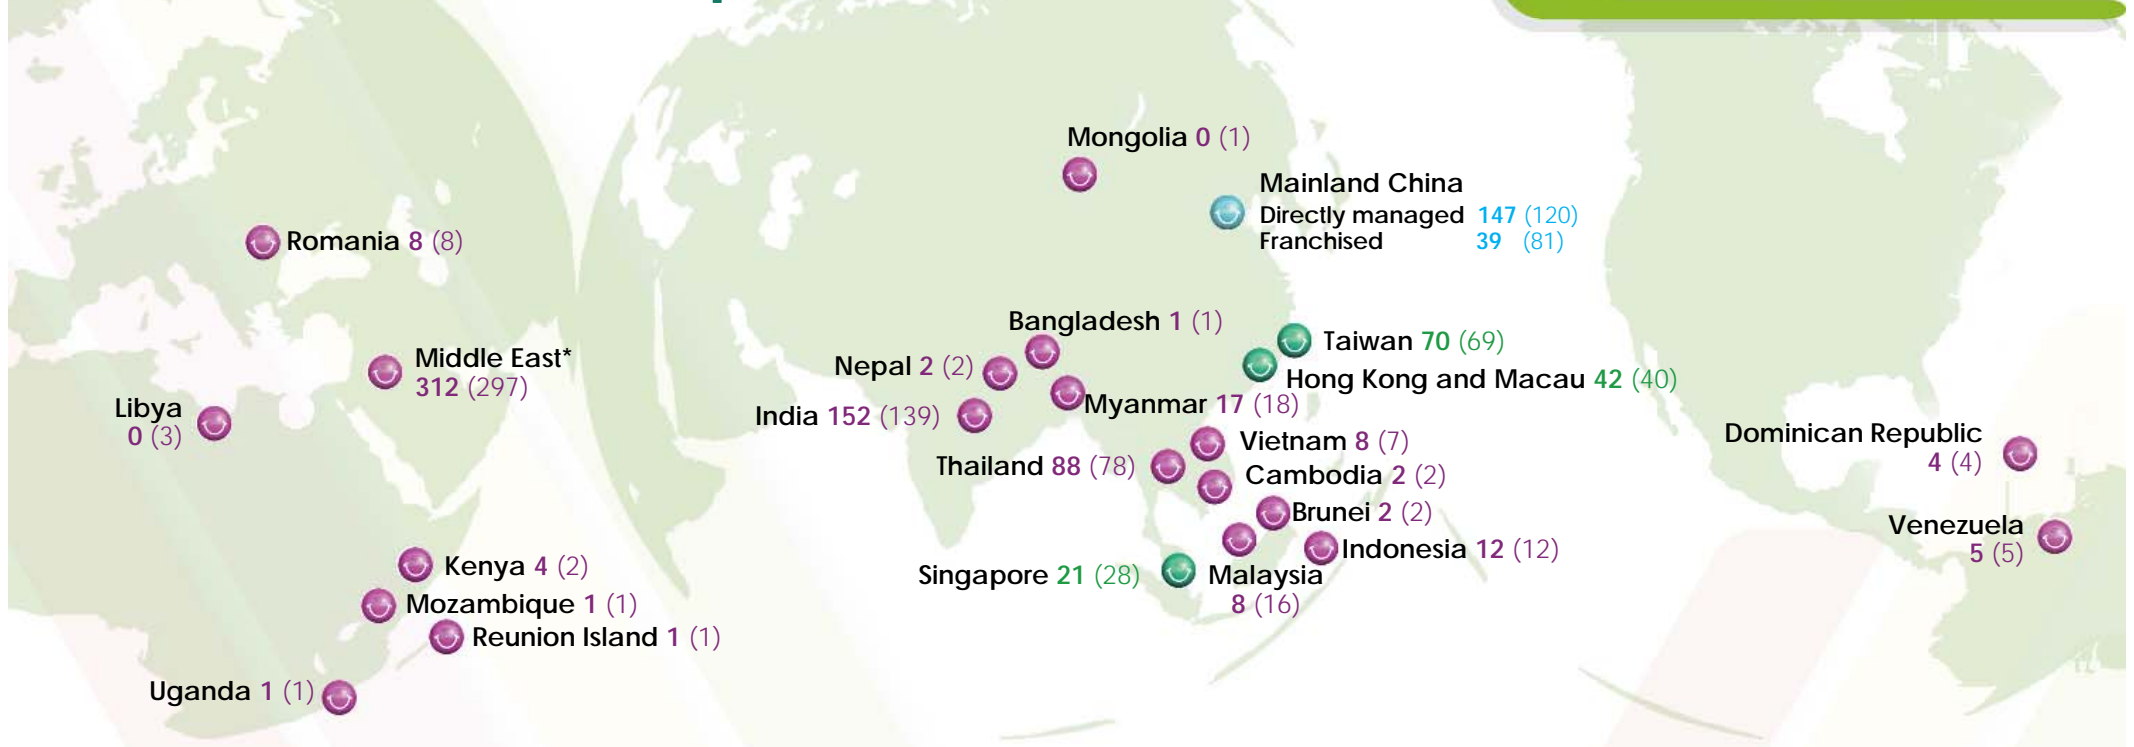 Mongolia 0 (1)
Mainland China
Directly managed 147 (120)
Franchised 39 (81)
Romania 8 (8)
Bangladesh 1 (1)
Taiwan 70 (69)
Middle East*
312 (297)
Nepal 2 (2)
Hong Kong and Macau 42 (40)
Libya
0 (3)
Myanmar 17 (18)
India 152 (139)
Vietnam 8 (7)
Dominican Republic
4 (4)
Thailand 88 (78)
Cambodia 2 (2)
Brunei 2 (2)
Venezuela
5 (5)
Indonesia 12 (12)
Kenya 4 (2)
Singapore 21 (28)
Malaysia
8 (16)
Mozambique 1 (1)
Reunion Island 1 (1)
Uganda 1 (1)